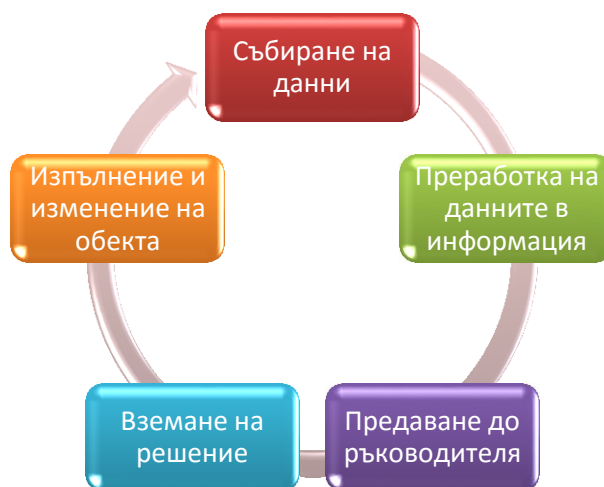 Събиране на
данни
Преработка на
данните в
информация
Предаване до
ръководителя
Вземане на
решение
Изпълнение и
изменение на
обекта